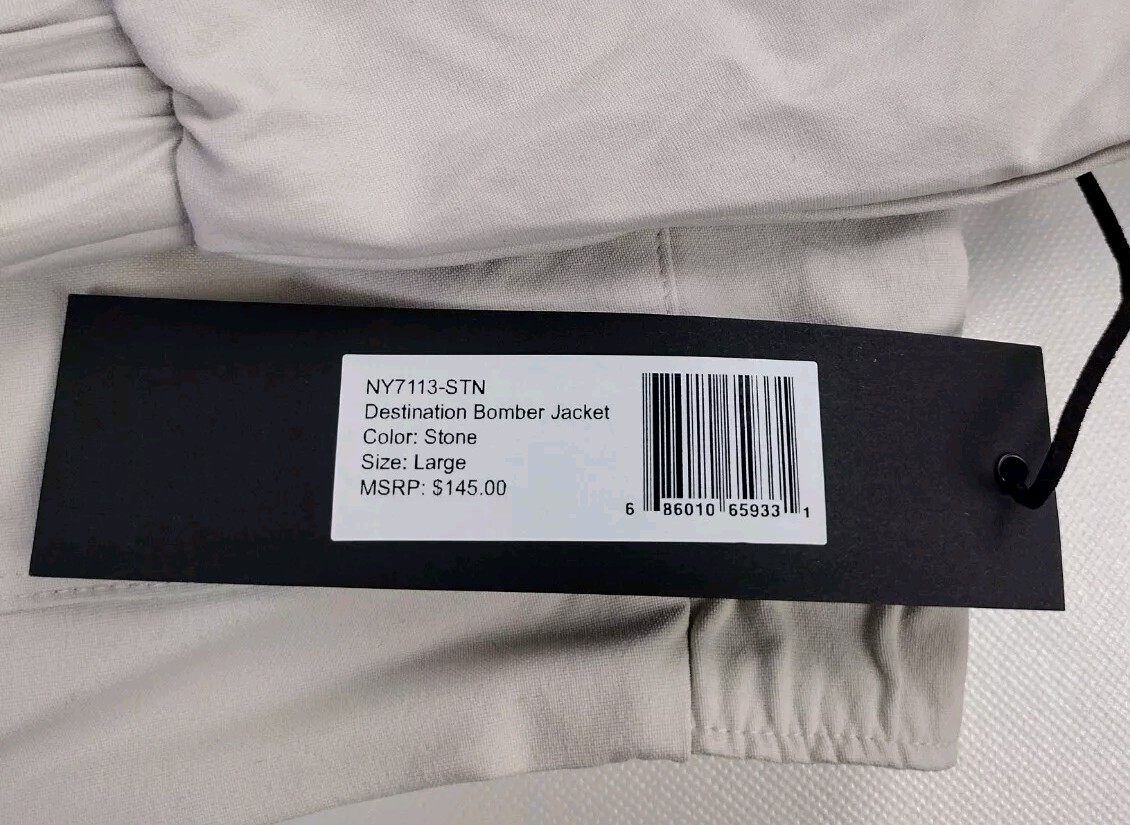 NY7113-STN
Destination Bomber Jacket
Color: Stone
Size: Large
MSRP: $145.00
6 86010 65933 1